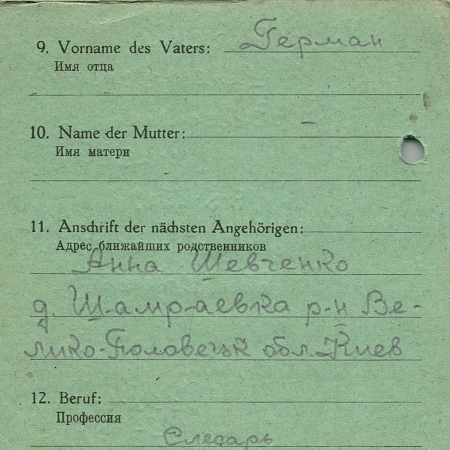 9. Vorname des Vaters: Герман
Имя отца
10. Name der Mutter:
Имя матери
11. Anschrift der nächsten Angehörigen:
Адрес ближайших родственников
Анна Шевченко
д. Шамраевка р-н Ве-
лико-Половецк обл. Киев
12. Beruf:
Профессия
Слесарь